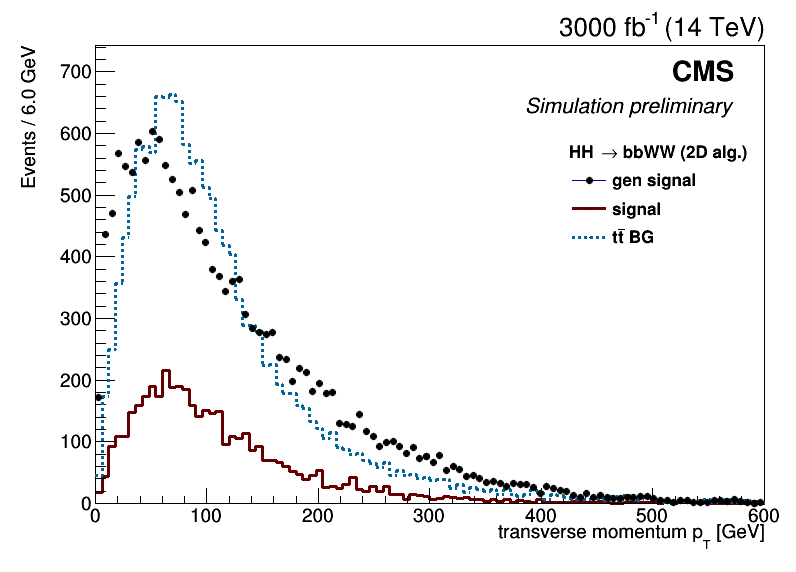 3000 fb⁻¹ (14 TeV)
CMS
Simulation preliminary
HH → bbWW (2D alg.)
gen signal
signal
tt̄ BG
Events / 6.0 GeV
700
600
500
400
300
200
100
0
0 100 200 300 400 500 600
transverse momentum p_T [GeV]